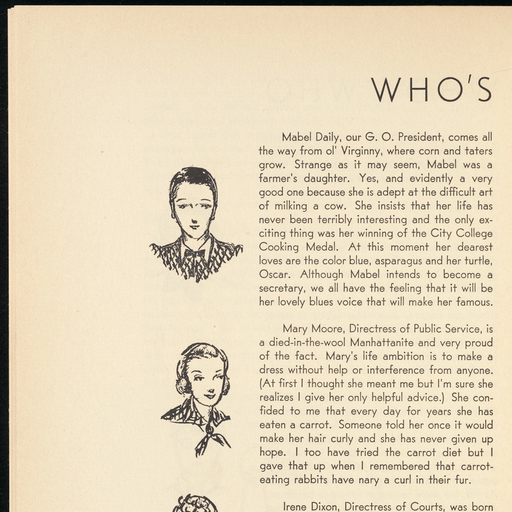 WHO'S
Mabel Daily, our G. O. President, comes all
the way from ol' Virginny, where corn and taters
grow. Strange as it may seem, Mabel was a
farmer's daughter. Yes, and evidently a very
good one because she is adept at the difficult art
of milking a cow. She insists that her life has
never been terribly interesting and the only ex-
citing thing was her winning of the City College
Cooking Medal. At this moment her dearest
loves are the color blue, asparagus and her turtle,
Oscar. Although Mabel intends to become a
secretary, we all have the feeling that it will be
her lovely blues voice that will make her famous.
Mary Moore, Directress of Public Service, is
a died-in-the-wool Manhattanite and very proud
of the fact. Mary's life ambition is to make a
dress without help or interference from anyone.
(At first I thought she meant me but I'm sure she
realizes I give her only helpful advice.) She con-
fided to me that every day for years she has
eaten a carrot. Someone told her once it would
make her hair curly and she has never given up
hope. I too have tried the carrot diet but I
gave that up when I remembered that carrot-
eating rabbits have nary a curl in their fur.
Irene Dixon, Directress of Courts, was born